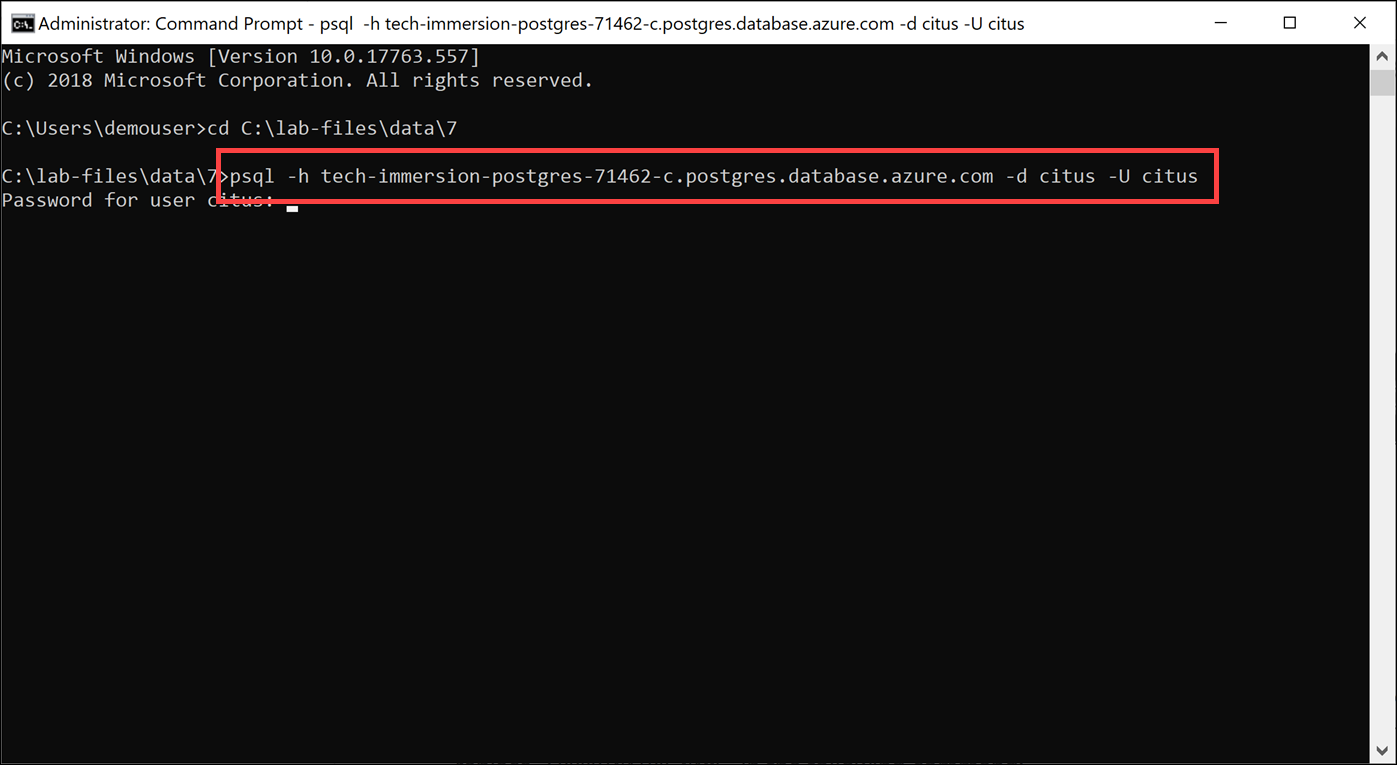 Administrator: Command Prompt - psql  -h tech-immersion-postgres-71462-c.postgres.database.azure.com -d citus -U citus
Microsoft Windows [Version 10.0.17763.557]
(c) 2018 Microsoft Corporation. All rights reserved.
C:\Users\demouser>cd C:\lab-files\data\7
C:\lab-files\data\7>psql -h tech-immersion-postgres-71462-c.postgres.database.azure.com -d citus -U citus
Password for user citus: